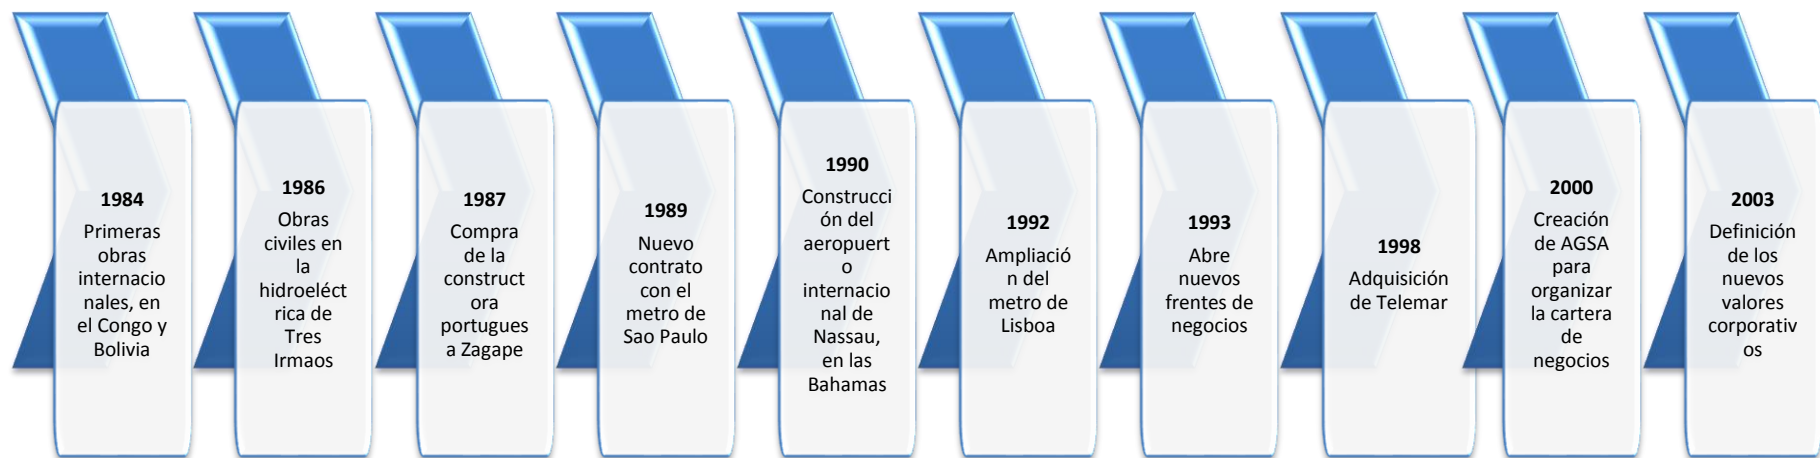 1984
Primeras
obras
internacio
nales, en
el Congo y
Bolivia
1986
Obras
civiles en
la
hidroeléct
rica de
Tres
Irmaos
1987
Compra
de la
construct
ora
portugues
a Zagape
1989
Nuevo
contrato
con el
metro de
Sao Paulo
1990
Construcci
ón del
aeropuert
o
internacio
nal de
Nassau,
en las
Bahamas
1992
Ampliació
n del
metro de
Lisboa
1993
Abre
nuevos
frentes de
negocios
1998
Adquisición
de Telemar
2000
Creación
de AGSA
para
organizar
la cartera
de
negocios
2003
Definición
de los
nuevos
valores
corporativ
os